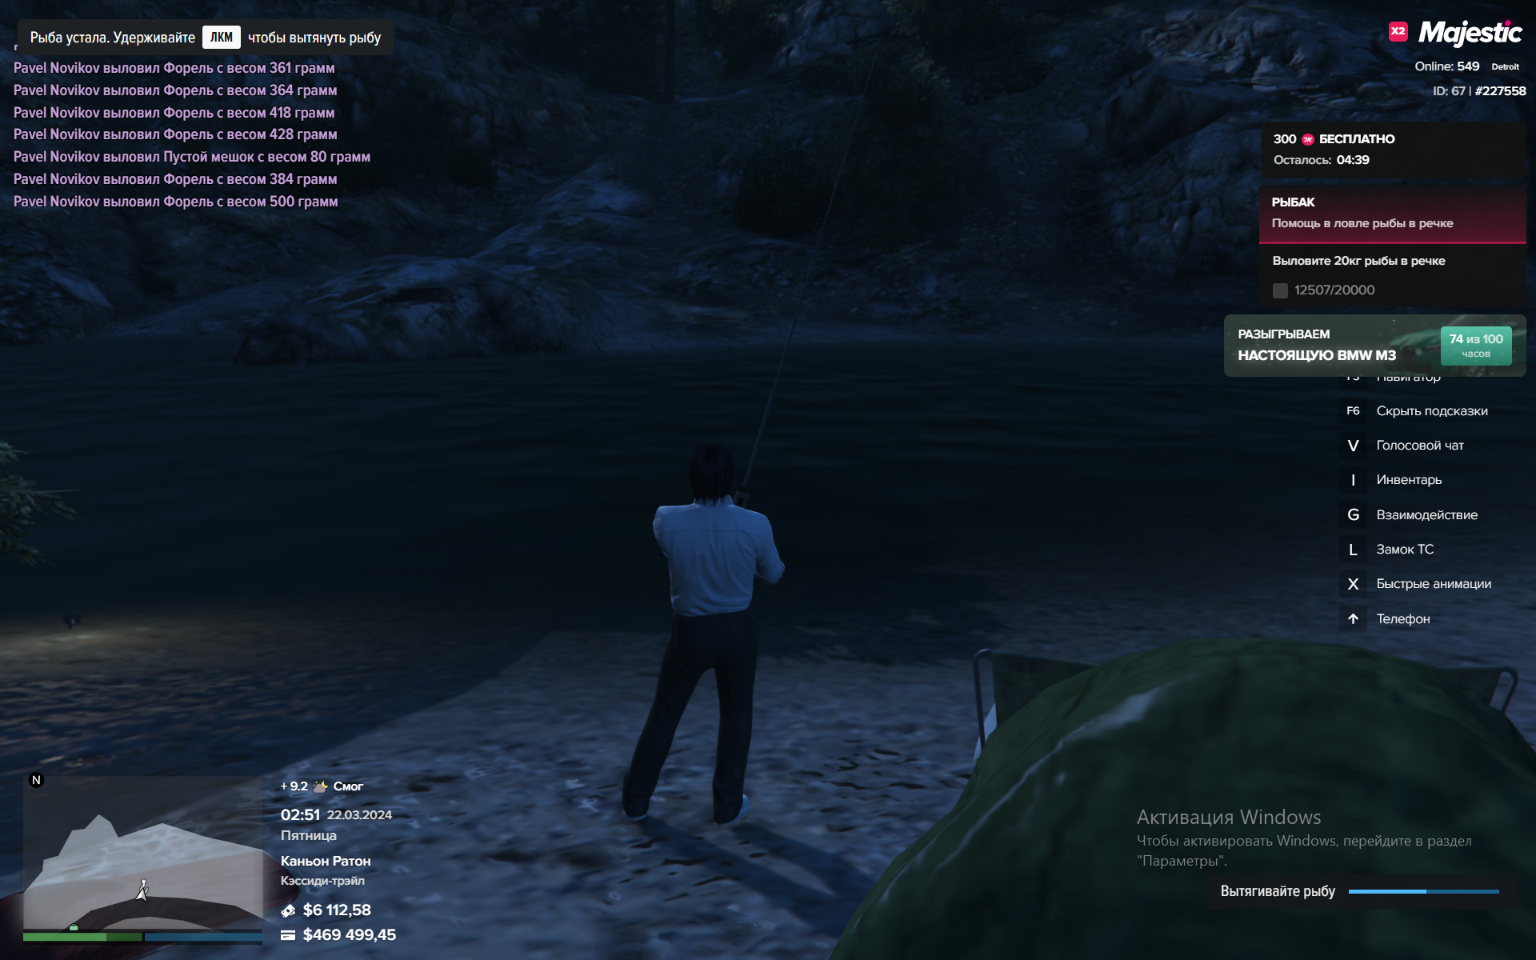 Рыба устала. Удерживайте ЛКМ чтобы вытянуть рыбу
Pavel Novikov выловил Форель с весом 361 грамм
Pavel Novikov выловил Форель с весом 364 грамм
Pavel Novikov выловил Форель с весом 418 грамм
Pavel Novikov выловил Форель с весом 428 грамм
Pavel Novikov выловил Пустой мешок с весом 80 грамм
Pavel Novikov выловил Форель с весом 384 грамм
Pavel Novikov выловил Форель с весом 500 грамм
X2 Majestic
Online: 549 Detroit
ID: 67 | #227558
300 БЕСПЛАТНО
Осталось: 04:39
РЫБАК
Помощь в ловле рыбы в речке
Выловите 20кг рыбы в речке
12507/20000
РАЗЫГРЫВАЕМ
НАСТОЯЩУЮ BMW M3
74 из 100
часов
Навигатор
F6 Скрыть подсказки
V Голосовой чат
I Инвентарь
G Взаимодействие
L Замок ТС
X Быстрые анимации
↑ Телефон
N
+ 9.2 Смог
02:51 22.03.2024
Пятница
Каньон Ратон
Кэссиди-трэйл
$6 112,58
$469 499,45
Активация Windows
Чтобы активировать Windows, перейдите в раздел
"Параметры".
Вытягивайте рыбу